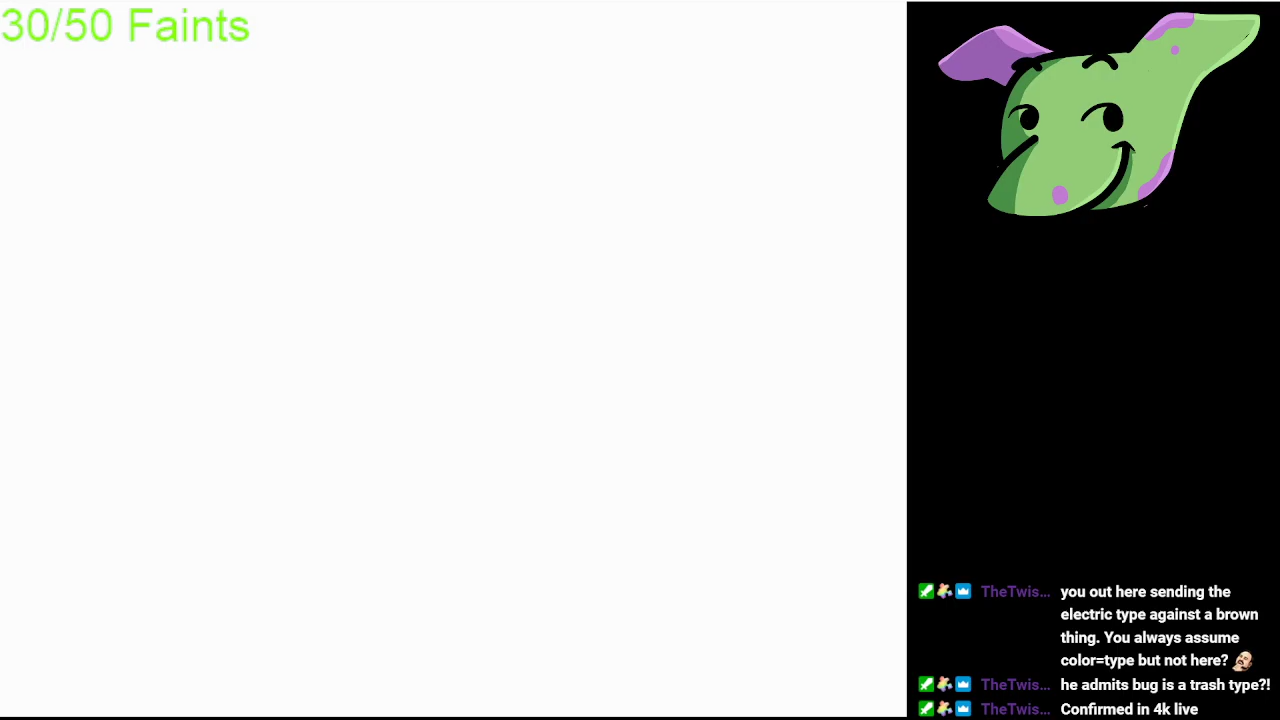 30/50 Faints
TheTwis... you out here sending the
electric type against a brown
thing. You always assume
color=type but not here?
TheTwis... he admits bug is a trash type?!
TheTwis... Confirmed in 4k live